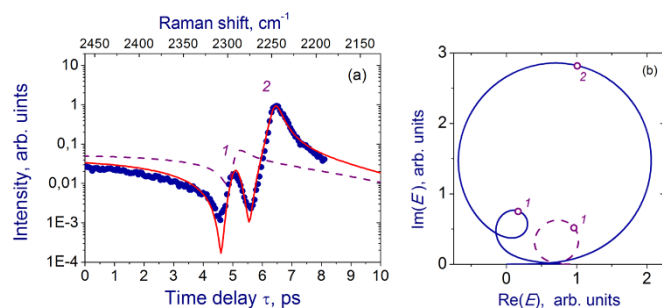 Raman shift, cm⁻¹
2450 2400 2350 2300 2250 2200 2150
10
1
0,1
0,01
1E-3
1E-4
Intensity, arb. uints
2
(a)
1
0 1 2 3 4 5 6 7 8 9 10
Time delay τ, ps
3
2
1
0
Im(E), arb. units
(b)
2
1
1
0 1 2
Re(E), arb. units